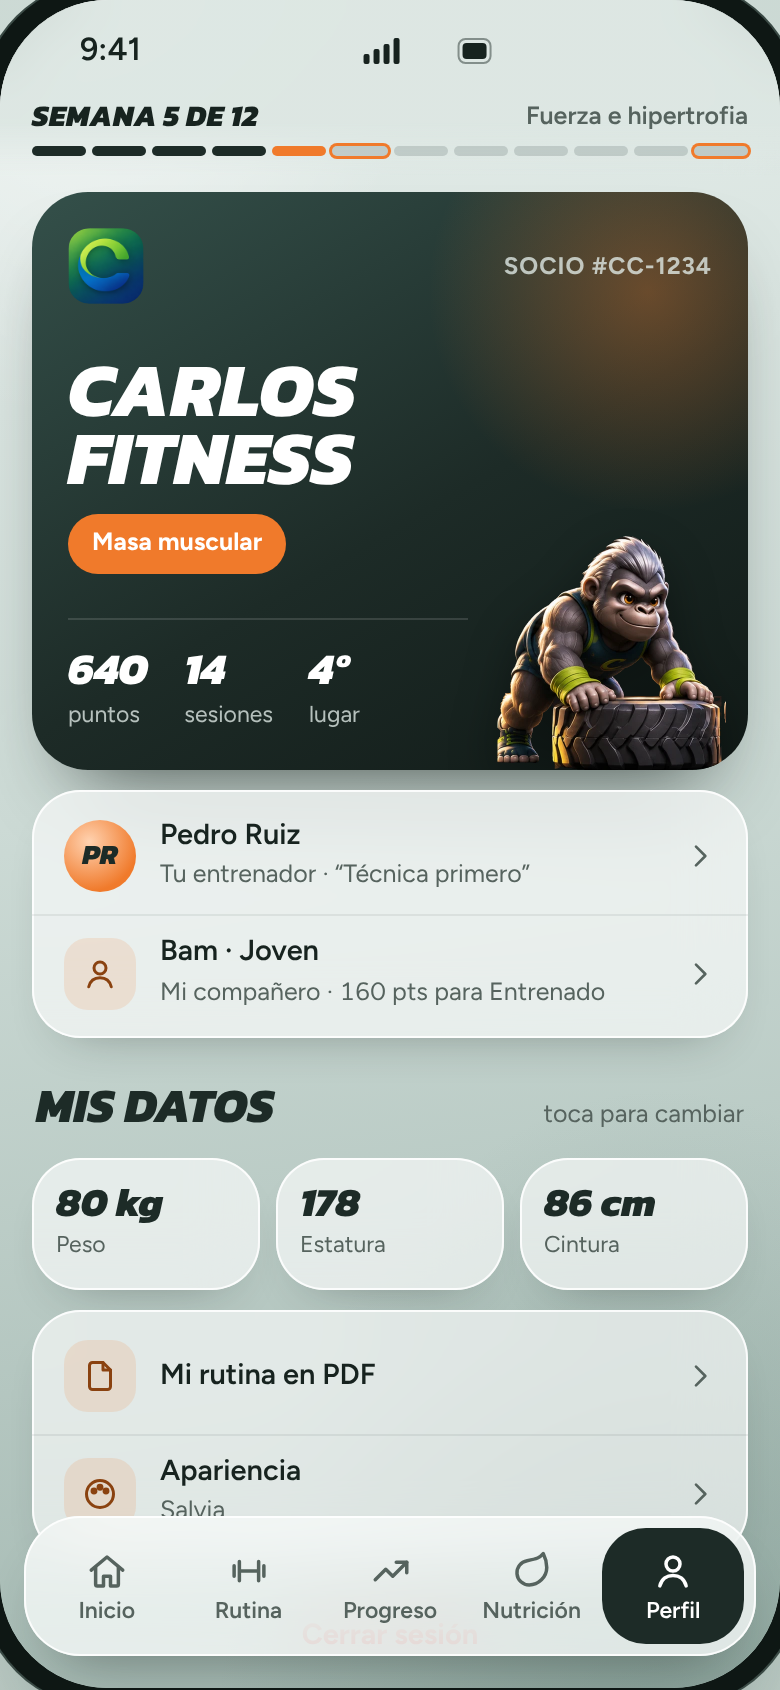 9:41
SEMANA 5 DE 12
Fuerza e hipertrofia
SOCIO #CC-1234
CARLOS
FITNESS
Masa muscular
640 14 4º
puntos sesiones lugar
PR
Pedro Ruiz
Tu entrenador · “Técnica primero”
Bam · Joven
Mi compañero · 160 pts para Entrenado
MIS DATOS
toca para cambiar
80 kg 178 86 cm
Peso Estatura Cintura
Mi rutina en PDF
Apariencia
Salvia
Inicio Rutina Progreso Nutrición Perfil
Cerrar sesión